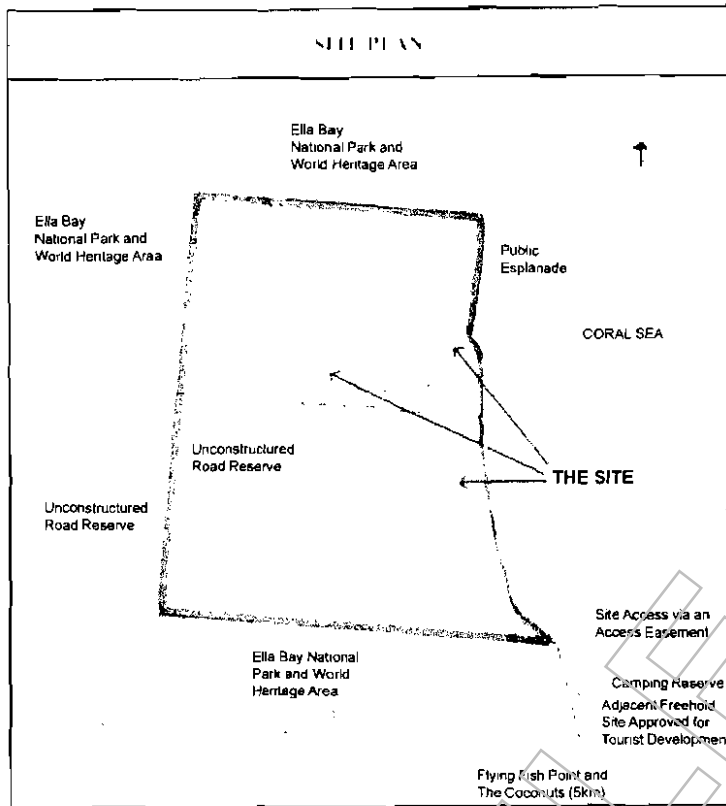 SITE PLAN
Ella Bay
National Park and
World Heritage Area
Ella Bay
National Park and
World Heritage Araa
Public
Esplanade
CORAL SEA
Unconstructured
Road Reserve
THE SITE
Unconstructured
Road Reserve
Site Access via an
Access Easement
Ella Bay National
Park and World
Heritage Area
Camping Reserve
Adjacent Freehold
Site Approved for
Tourist Development
Flying Fish Point and
The Coconuts (5km)